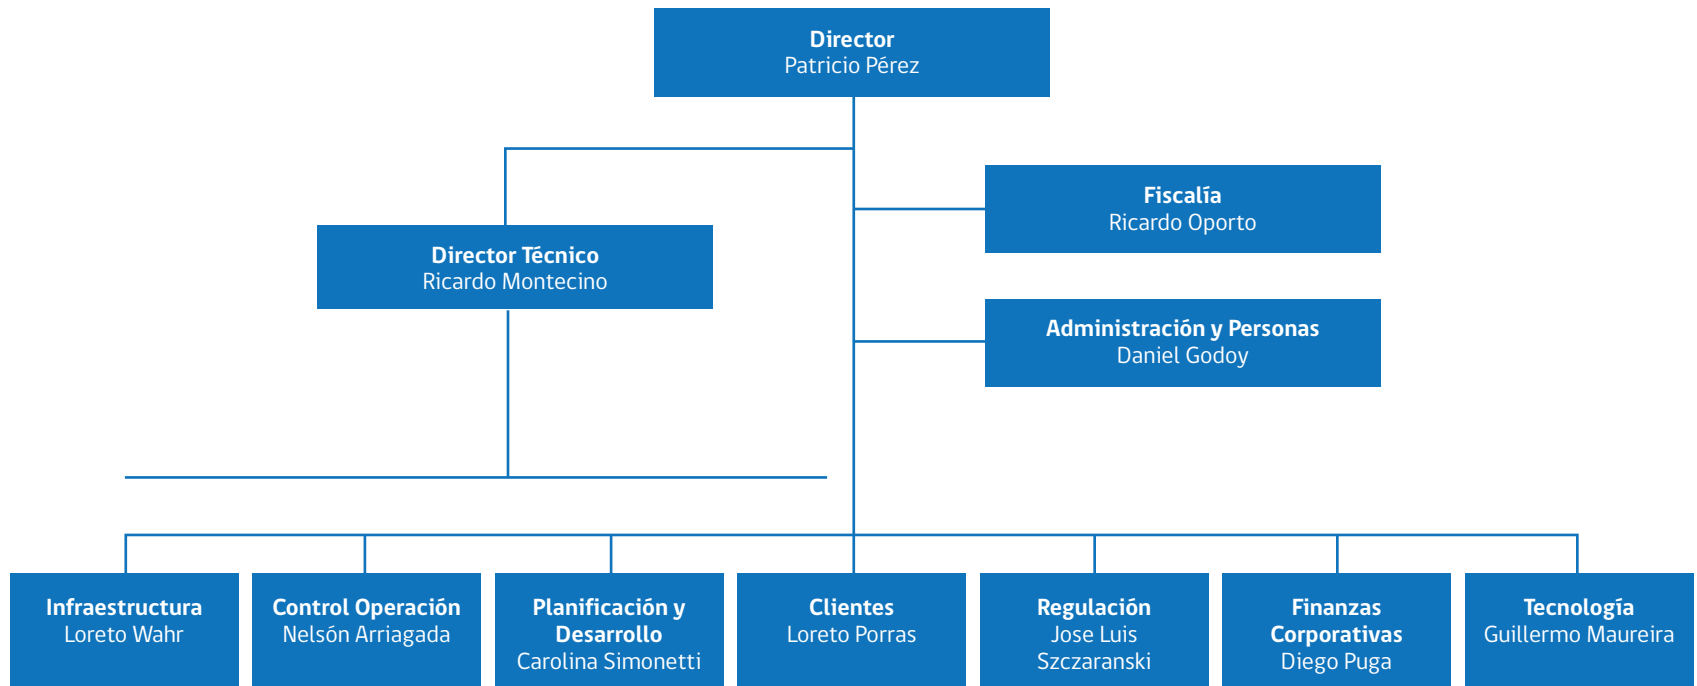 Director
Patricio Pérez
Fiscalía
Ricardo Oporto
Director Técnico
Ricardo Montecino
Administración y Personas
Daniel Godoy
Infraestructura
Loreto Wahr
Control Operación
Nelsón Arriagada
Planificación y
Desarrollo
Carolina Simonetti
Clientes
Loreto Porras
Regulación
Jose Luis
Szczaranski
Finanzas
Corporativas
Diego Puga
Tecnología
Guillermo Maureira